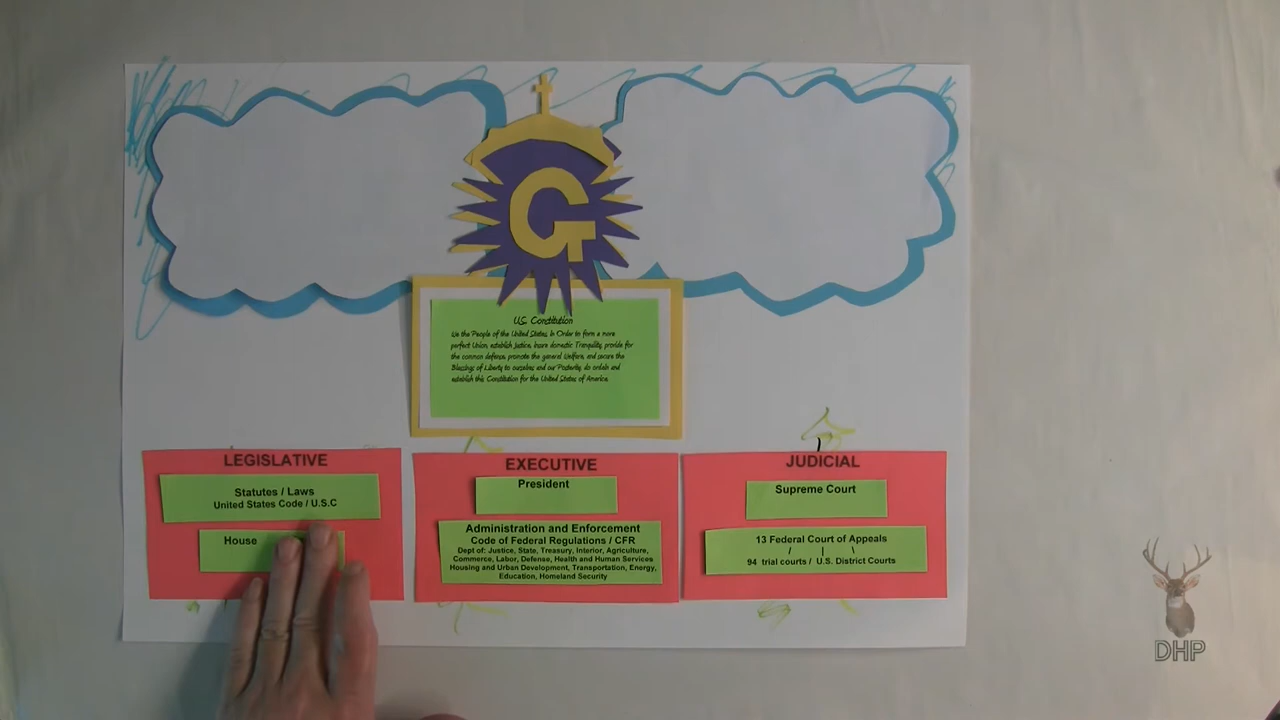 G
U.S. Constitution
We the People of the United States, in Order to form a more
perfect Union, establish Justice, insure domestic Tranquility, provide for
the common defense, promote the general Welfare, and secure the
Blessings of Liberty to ourselves and our Posterity, do ordain and
establish this Constitution for the United States of America.
LEGISLATIVE
Statutes / Laws
United States Code / U.S.C
House
EXECUTIVE
President
Administration and Enforcement
Code of Federal Regulations / CFR
Dept of: Justice, State, Treasury, Interior, Agriculture,
Commerce, Labor, Defense, Health and Human Services
Housing and Urban Development, Transportation, Energy,
Education, Homeland Security
JUDICIAL
Supreme Court
13 Federal Court of Appeals
/ | \
94 trial courts / U.S. District Courts
DHP